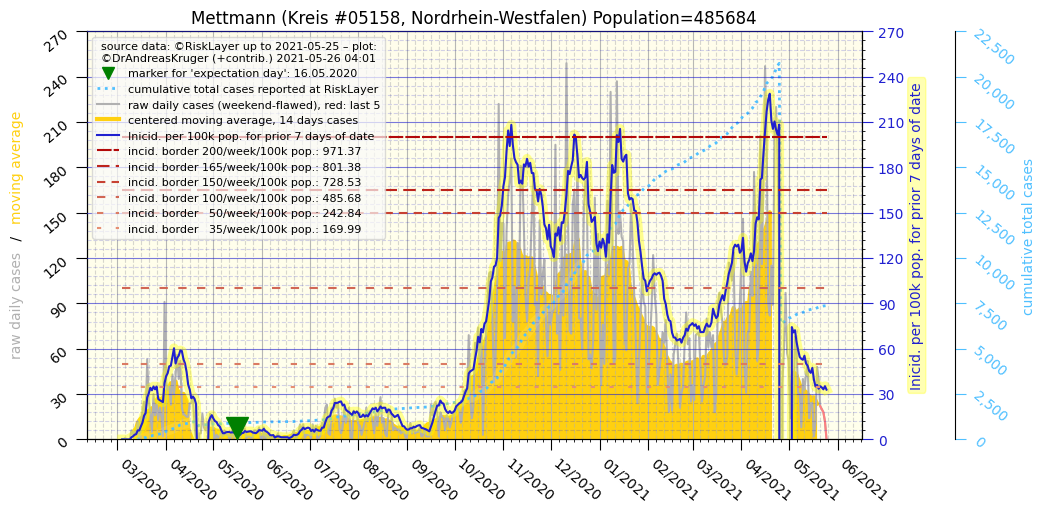 Mettmann (Kreis #05158, Nordrhein-Westfalen) Population=485684
source data: ©RiskLayer up to 2021-05-25 – plot:
©DrAndreasKruger (+contrib.) 2021-05-26 04:01
marker for 'expectation day': 16.05.2020
cumulative total cases reported at RiskLayer
raw daily cases (weekend-flawed), red: last 5
centered moving average, 14 days cases
Inicid. per 100k pop. for prior 7 days of date
incid. border 200/week/100k pop.: 971.37
incid. border 165/week/100k pop.: 801.38
incid. border 150/week/100k pop.: 728.53
incid. border 100/week/100k pop.: 485.68
incid. border   50/week/100k pop.: 242.84
incid. border   35/week/100k pop.: 169.99
raw daily cases  /  moving average
270
240
210
180
150
120
90
60
30
0
03/2020
04/2020
05/2020
06/2020
07/2020
08/2020
09/2020
10/2020
11/2020
12/2020
01/2021
02/2021
03/2021
04/2021
05/2021
06/2021
270
240
210
180
150
120
90
60
30
0
Inicid. per 100k pop. for prior 7 days of date
22,500
20,000
17,500
15,000
12,500
10,000
7,500
5,000
2,500
0
cumulative total cases